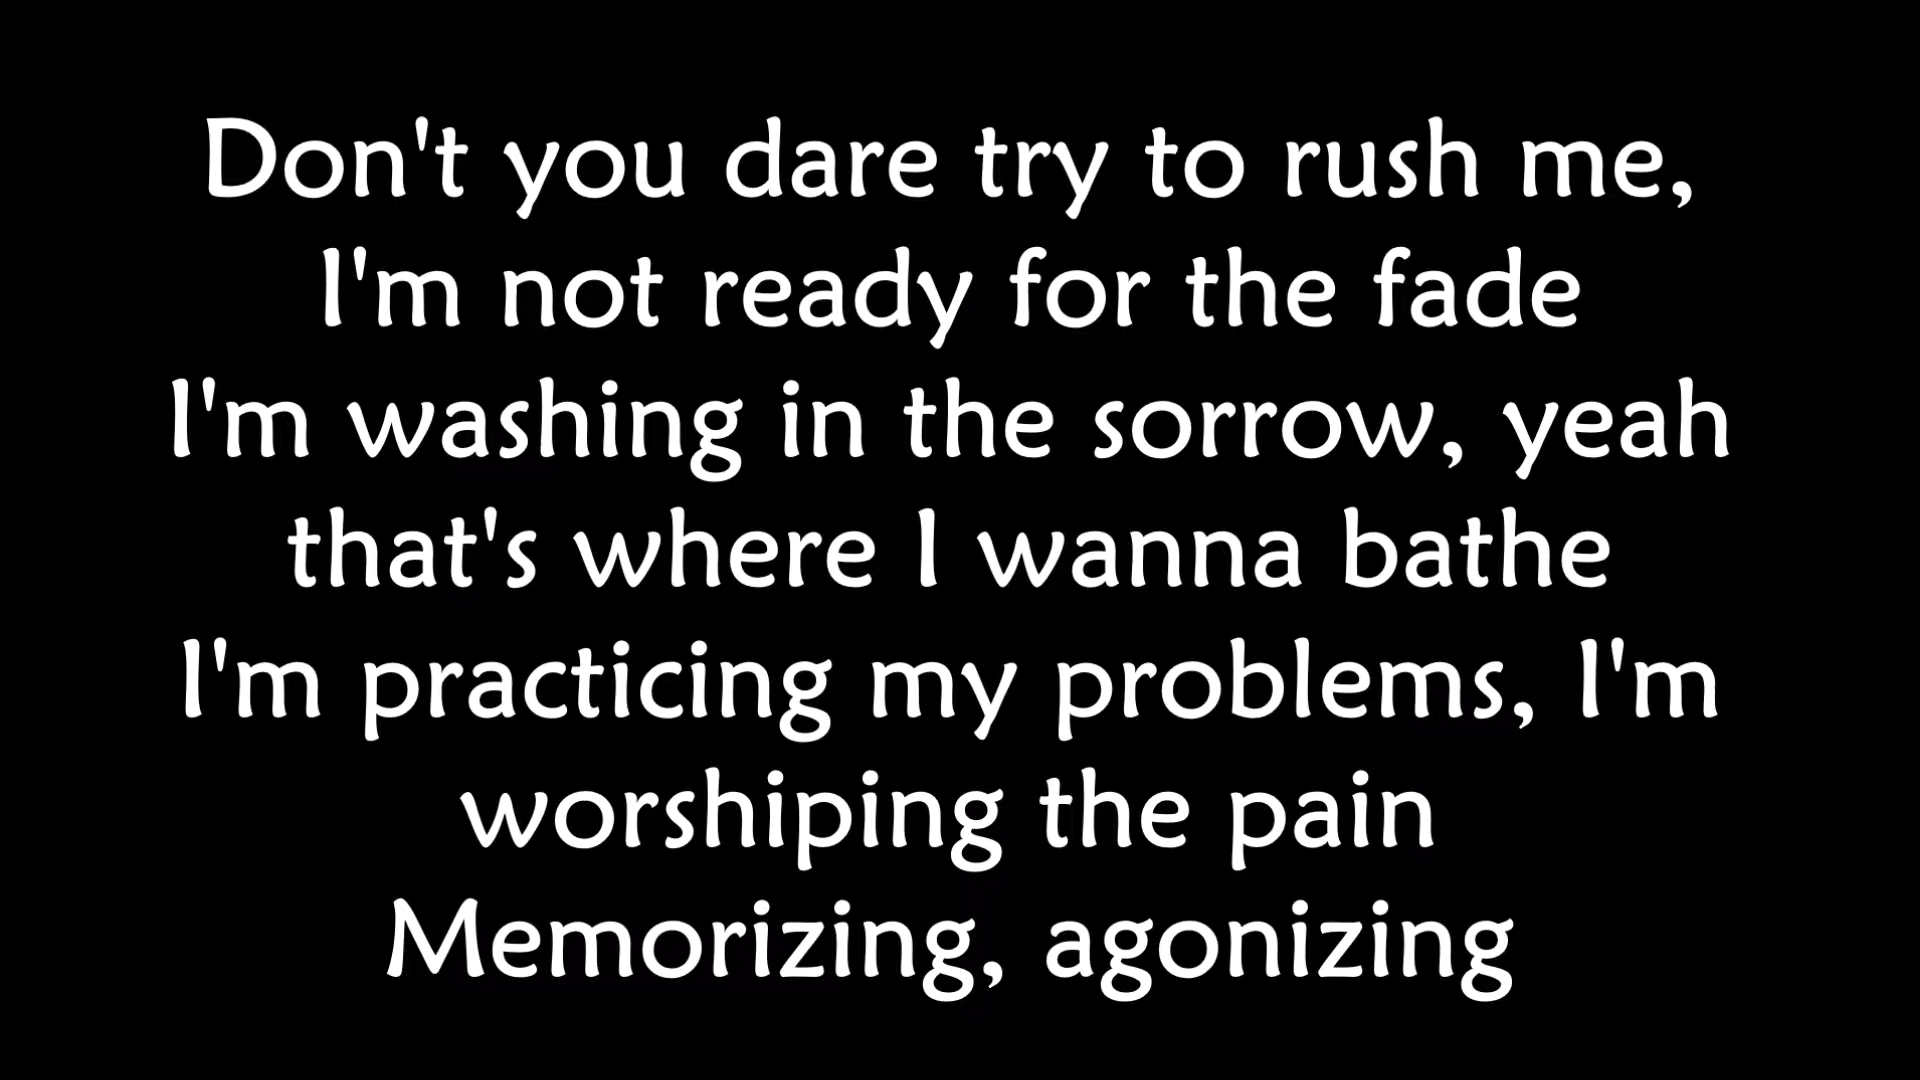 Don't you dare try to rush me,
I'm not ready for the fade
I'm washing in the sorrow, yeah
that's where I wanna bathe
I'm practicing my problems, I'm
worshiping the pain
Memorizing, agonizing